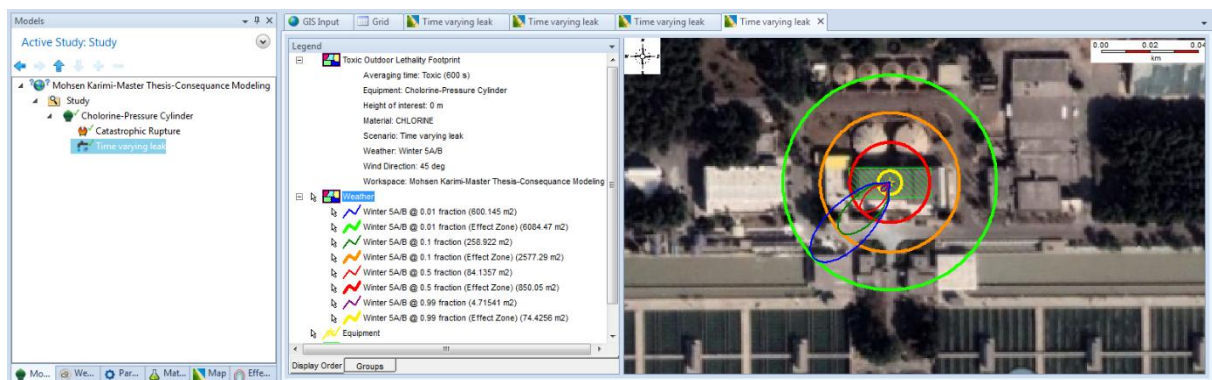 Models
Active Study: Study
Mohsen Karimi-Master Thesis-Consequance Modeling
Study
Cholorine-Pressure Cylinder
Catastrophic Rupture
Time varying leak
Mo...
We...
Par...
Mat...
Map
Effe...
GIS Input
Grid
Time varying leak
Time varying leak
Time varying leak
Time varying leak
Legend
Toxic Outdoor Lethality Footprint
Averaging time: Toxic (600 s)
Equipment: Cholorine-Pressure Cylinder
Height of interest: 0 m
Material: CHLORINE
Scenario: Time varying leak
Weather: Winter 5A/B
Wind Direction: 45 deg
Workspace: Mohsen Karimi-Master Thesis-Consequance Modeling
Weather
Winter 5A/B @ 0.01 fraction (600.145 m2)
Winter 5A/B @ 0.01 fraction (Effect Zone) (6084.47 m2)
Winter 5A/B @ 0.1 fraction (258.922 m2)
Winter 5A/B @ 0.1 fraction (Effect Zone) (2577.29 m2)
Winter 5A/B @ 0.5 fraction (84.1357 m2)
Winter 5A/B @ 0.5 fraction (Effect Zone) (850.05 m2)
Winter 5A/B @ 0.99 fraction (4.71541 m2)
Winter 5A/B @ 0.99 fraction (Effect Zone) (74.4256 m2)
Equipment
Display Order
Groups
0.00 0.02 0.04
km